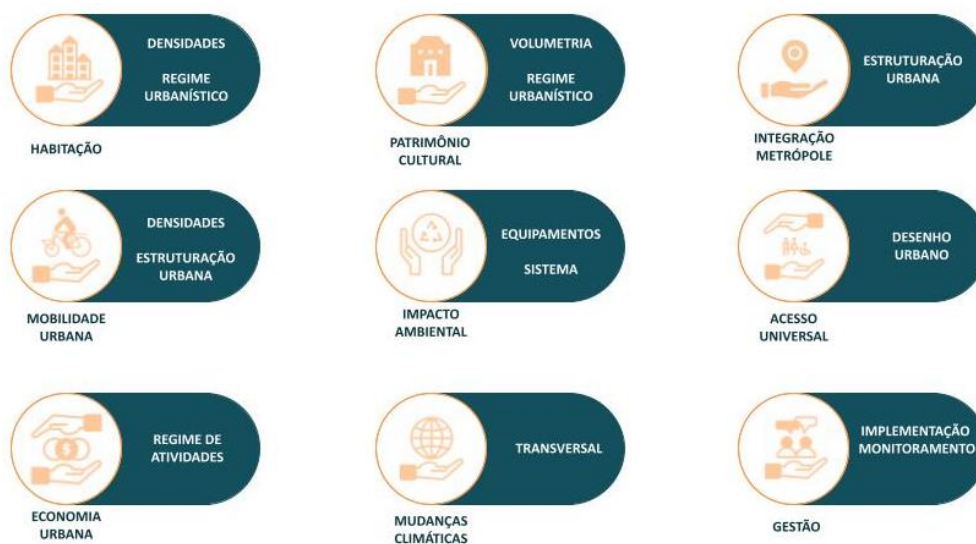 DENSIDADES
REGIME
URBANÍSTICO
HABITAÇÃO
VOLUMETRIA
REGIME
URBANÍSTICO
PATRIMÔNIO
CULTURAL
ESTRUTURAÇÃO
URBANA
INTEGRAÇÃO
METRÓPOLE
DENSIDADES
ESTRUTURAÇÃO
URBANA
MOBILIDADE
URBANA
EQUIPAMENTOS
SISTEMA
IMPACTO
AMBIENTAL
DESENHO
URBANO
ACESSO
UNIVERSAL
REGIME DE
ATIVIDADES
ECONOMIA
URBANA
TRANSVERSAL
MUDANÇAS
CLIMÁTICAS
IMPLEMENTAÇÃO
MONITORAMENTO
GESTÃO